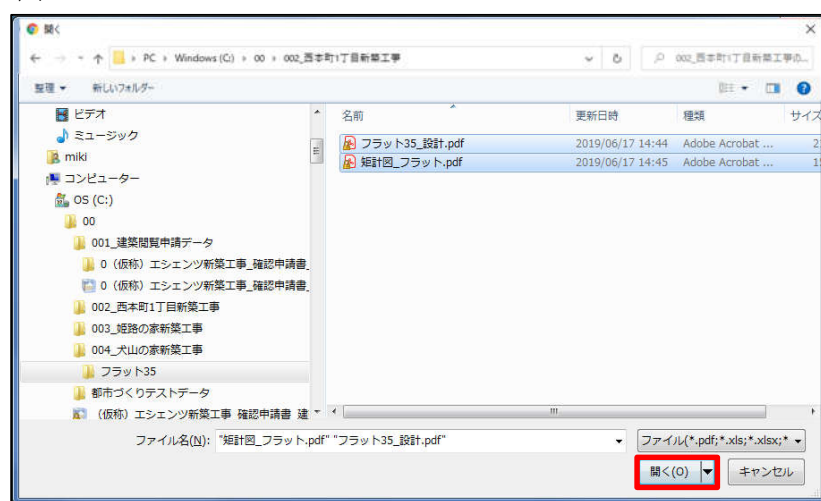 開く
PC › Windows (C:) › 00 › 002_西本町1丁目新築工事
002_西本町1丁目新築工事の...
整理 新しいフォルダー
名前 更新日時 種類 サイズ
フラット35_設計.pdf 2019/06/17 14:44 Adobe Acrobat ...
矩計図_フラット.pdf 2019/06/17 14:45 Adobe Acrobat ...
ビデオ
ミュージック
miki
コンピューター
OS (C:)
00
001_建築閲覧申請データ
0（仮称）エシェンツ新築工事_確認申請書_
0（仮称）エシェンツ新築工事_確認申請書_
002_西本町1丁目新築工事
003_姫路の家新築工事
004_犬山の家新築工事
フラット35
都市づくりテストデータ
（仮称）エシェンツ新築工事 確認申請書 建
ファイル名(N): "矩計図_フラット.pdf" "フラット35_設計.pdf"
ファイル(*.pdf;*.xls;*.xlsx;*
開く(O) キャンセル